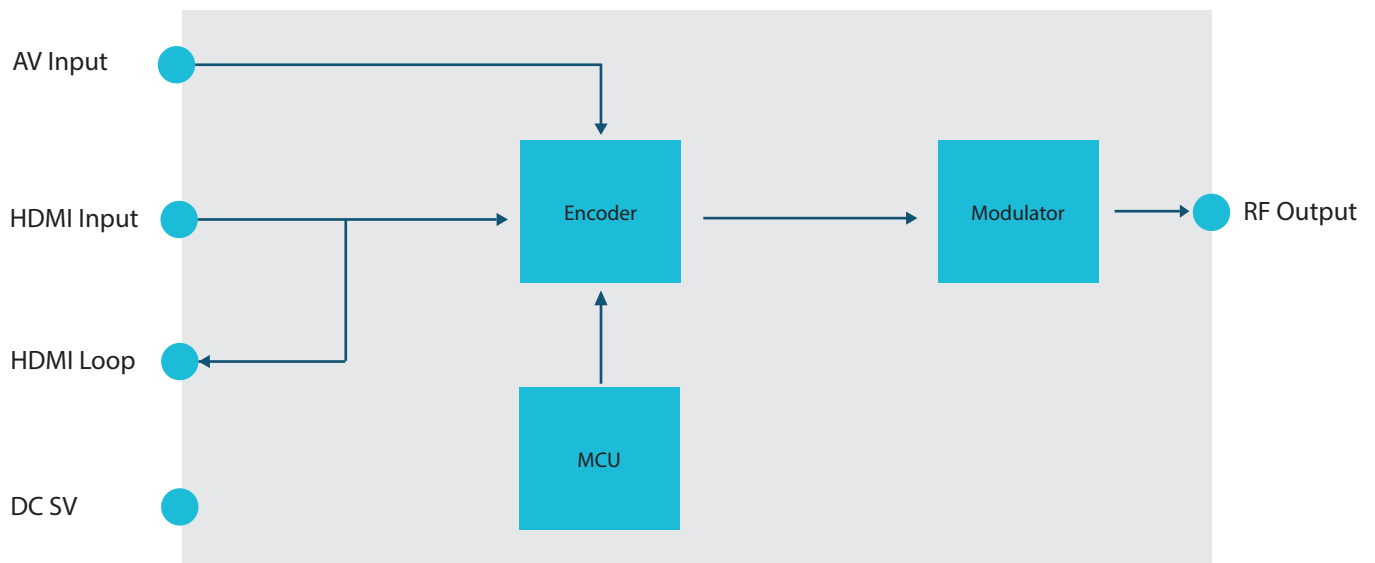 AV Input
HDMI Input
Encoder
Modulator
RF Output
HDMI Loop
MCU
DC SV